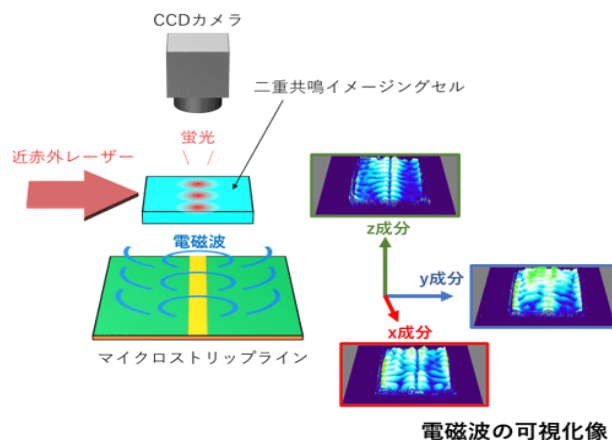 CCDカメラ
二重共鳴イメージングセル
蛍光
近赤外レーザー
電磁波
z成分
y成分
x成分
マイクロストリップライン
電磁波の可視化像